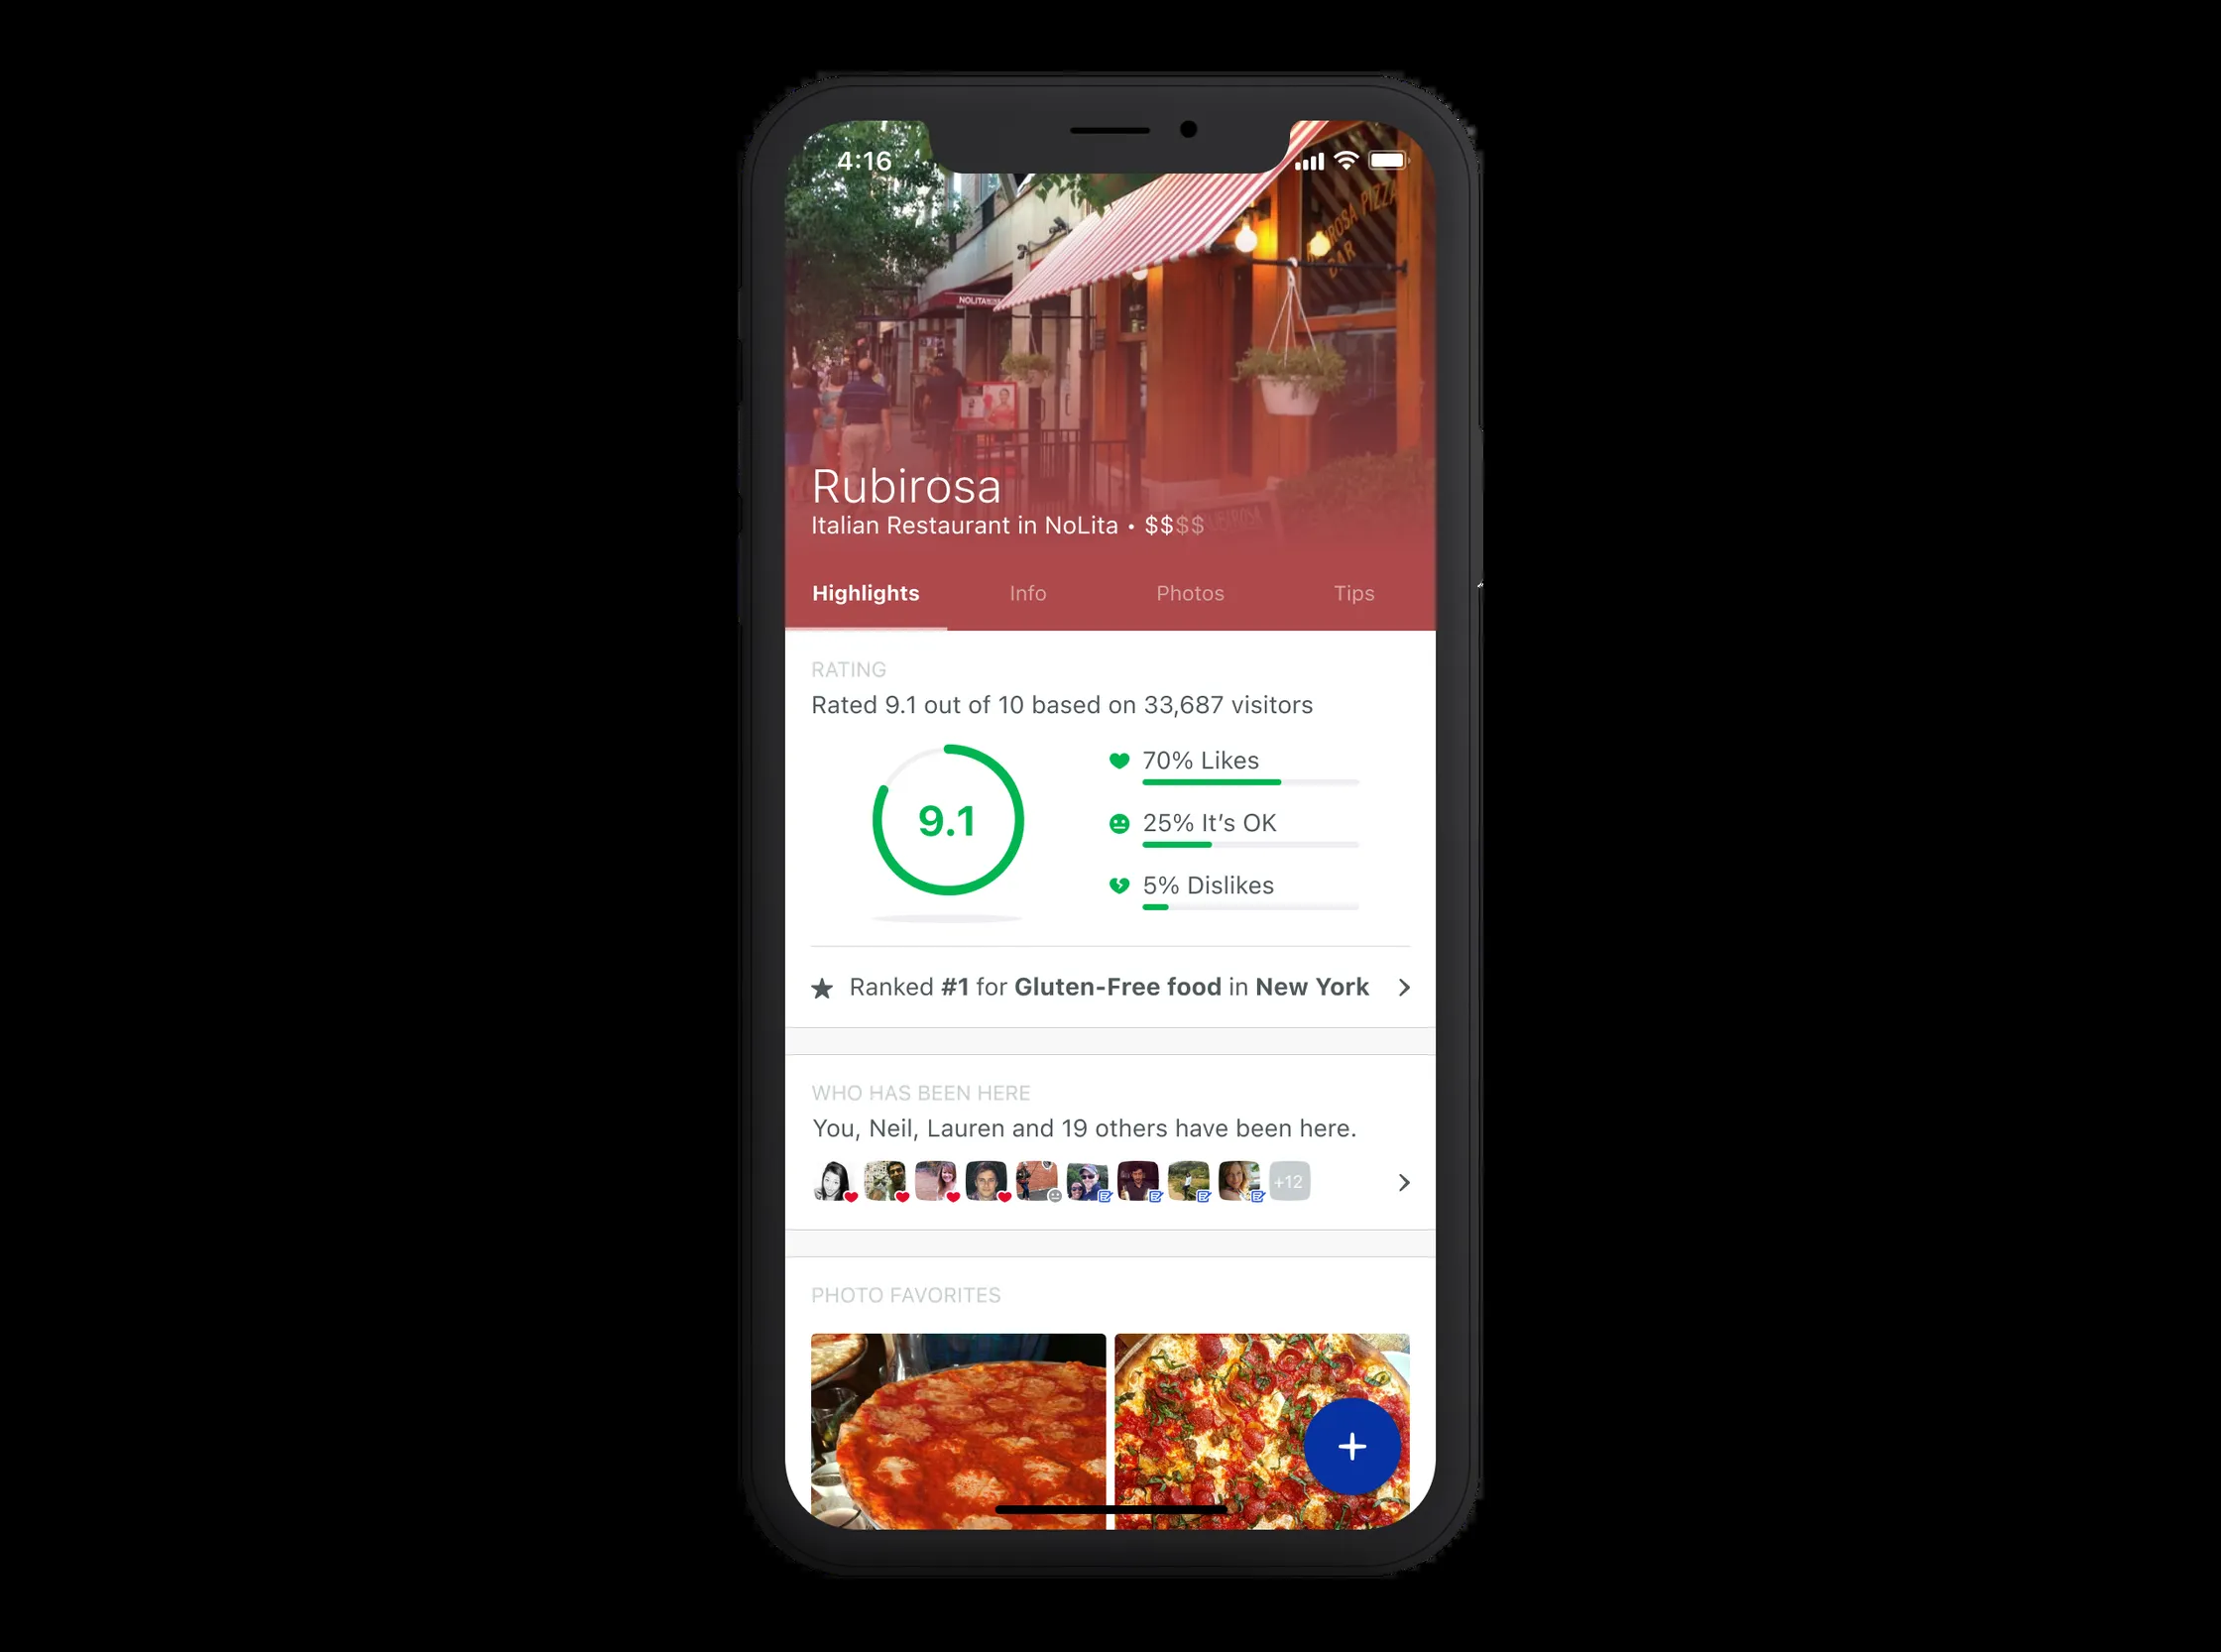 4:16
PIZZA
BAR
NOLITA
Rubirosa
Italian Restaurant in NoLita • $$$$
Highlights Info Photos Tips
RATING
Rated 9.1 out of 10 based on 33,687 visitors
9.1
70% Likes
25% It's OK
5% Dislikes
Ranked #1 for Gluten-Free food in New York
WHO HAS BEEN HERE
You, Neil, Lauren and 19 others have been here.
+12
PHOTO FAVORITES